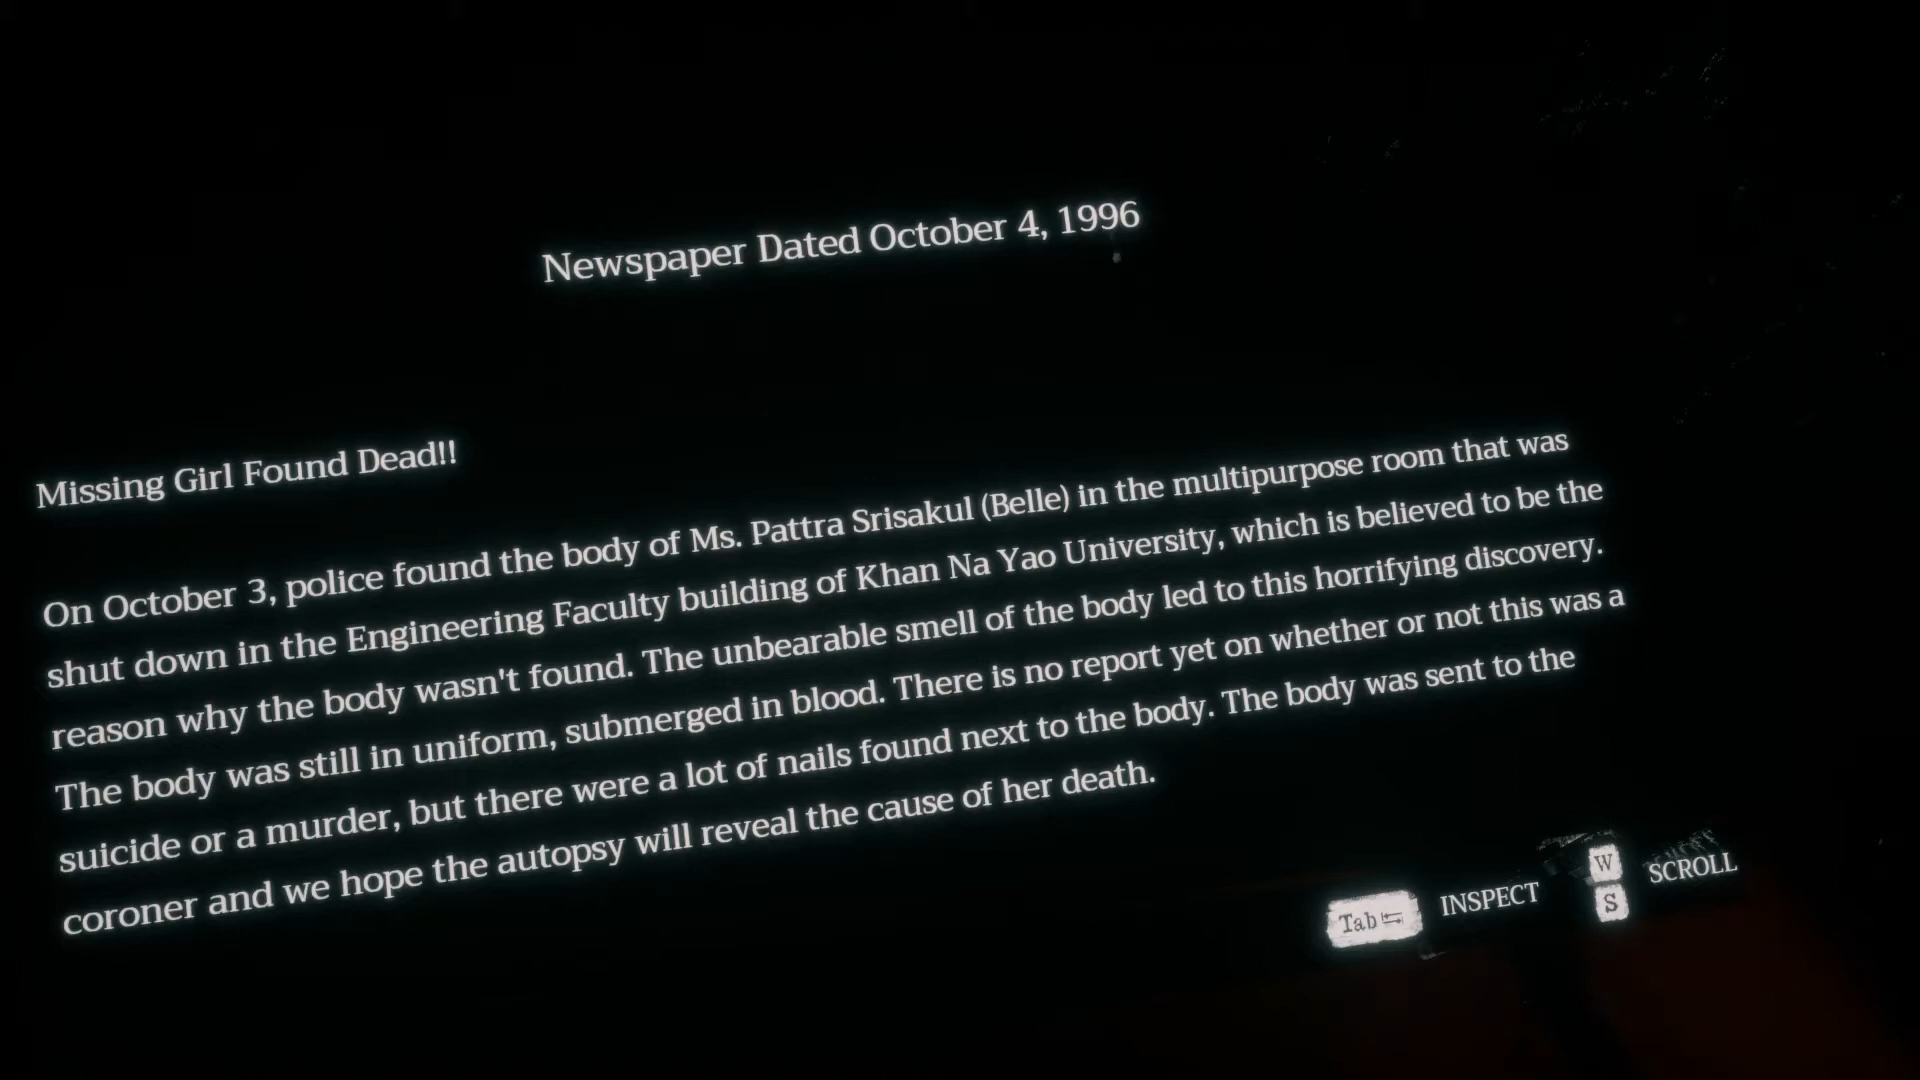 Newspaper Dated October 4, 1996
Missing Girl Found Dead!!
On October 3, police found the body of Ms. Pattra Srisakul (Belle) in the multipurpose room that was
shut down in the Engineering Faculty building of Khan Na Yao University, which is believed to be the
reason why the body wasn't found. The unbearable smell of the body led to this horrifying discovery.
The body was still in uniform, submerged in blood. There is no report yet on whether or not this was a
suicide or a murder, but there were a lot of nails found next to the body. The body was sent to the
coroner and we hope the autopsy will reveal the cause of her death.
Tab INSPECT W SCROLL
S